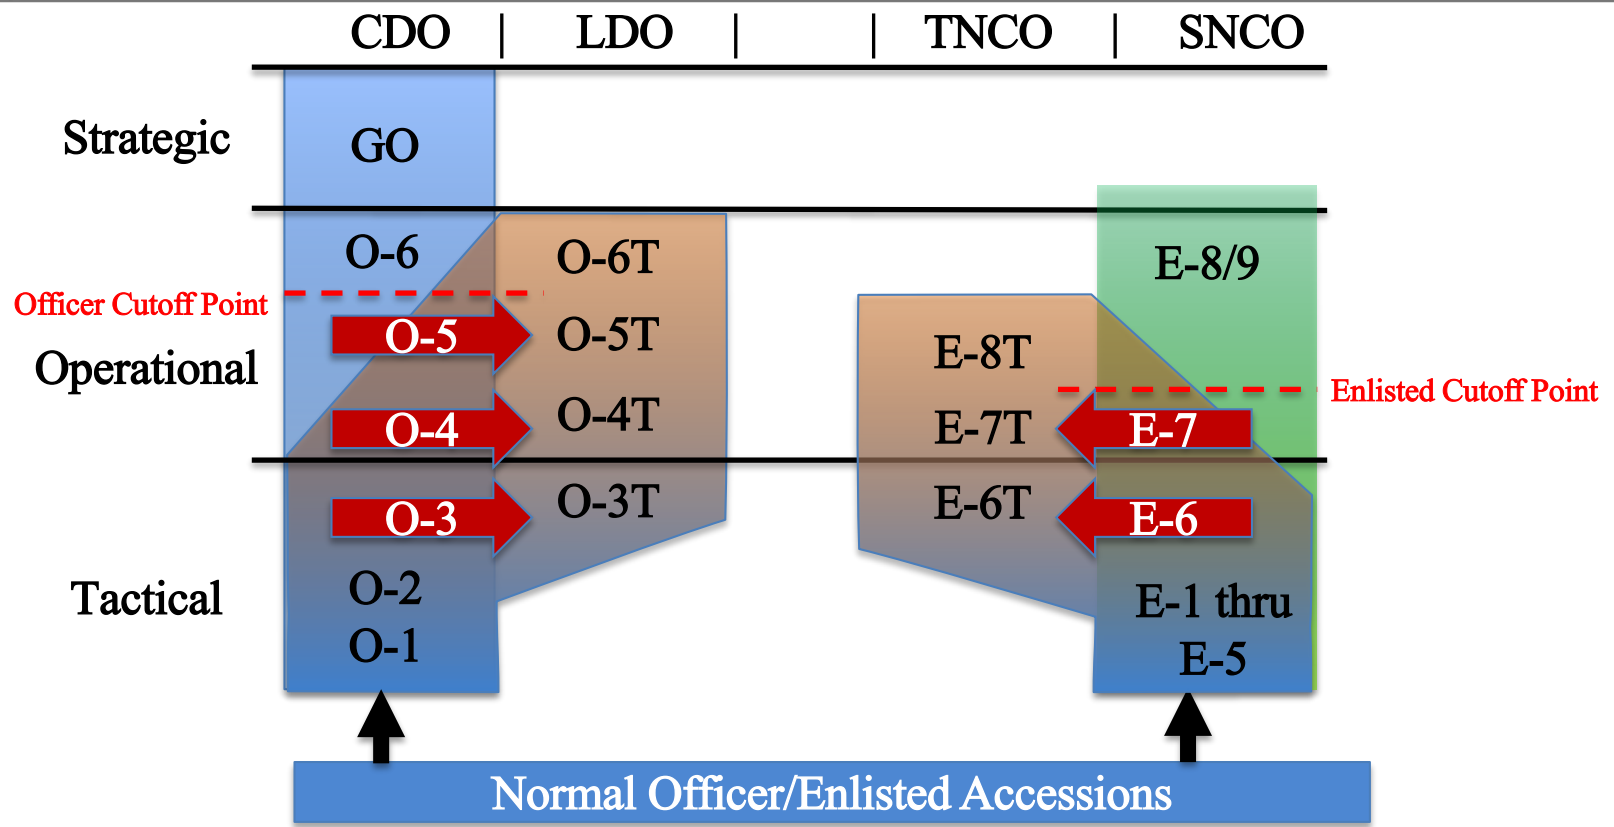 CDO | LDO | | TNCO | SNCO
Strategic
GO
O-6
O-6T
E-8/9
Officer Cutoff Point
O-5
O-5T
Operational
E-8T
Enlisted Cutoff Point
O-4
O-4T
E-7T
E-7
O-3
O-3T
E-6T
E-6
Tactical
O-2
E-1 thru
O-1
E-5
Normal Officer/Enlisted Accessions